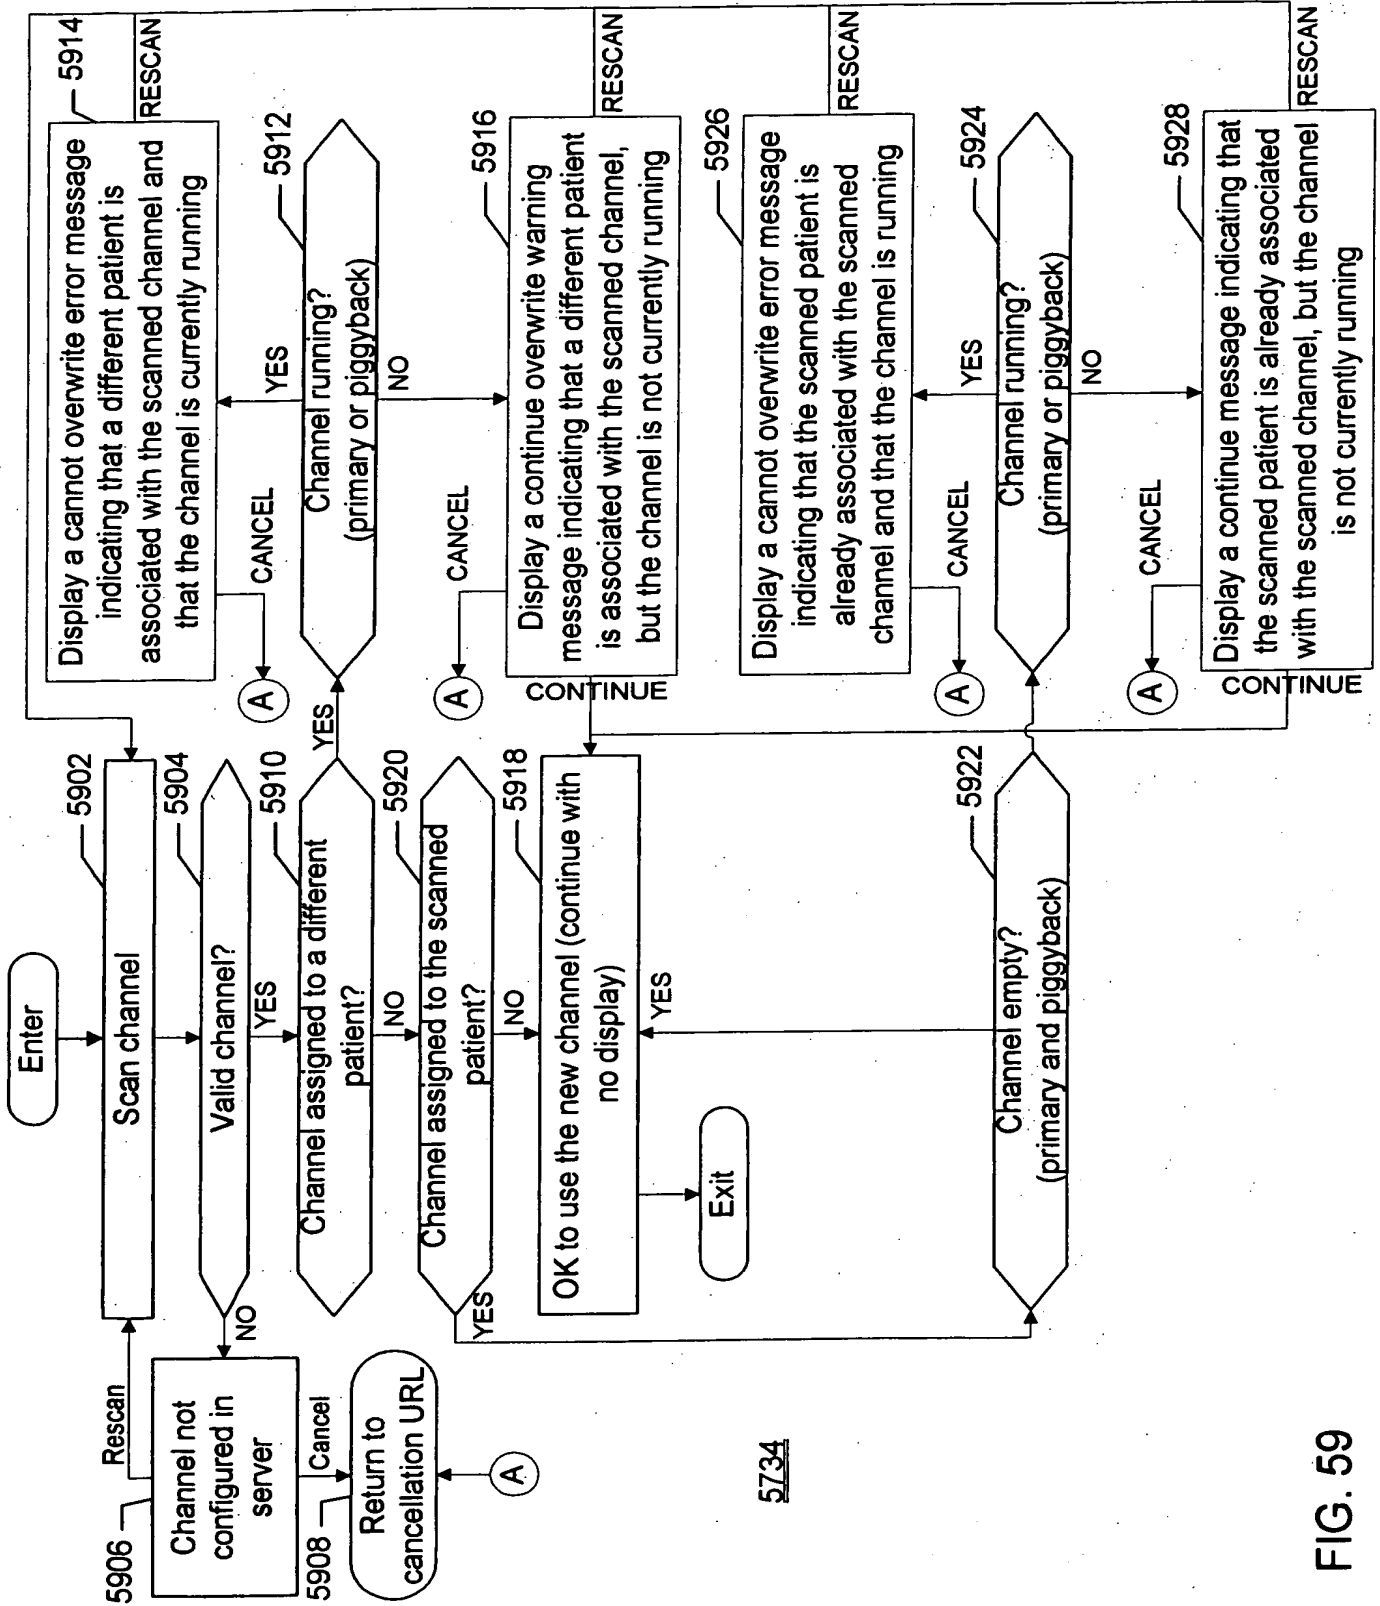 Enter
5902
Scan channel
5904
Valid channel?
YES
NO
Rescan
5906
Channel not
configured in
server
Cancel
5908
Return to
cancellation URL
A
5910
Channel assigned to a different
patient?
YES
NO
5920
Channel assigned to the scanned
patient?
YES
NO
5918
OK to use the new channel (continue with
no display)
YES
Exit
5922
Channel empty?
(primary and piggyback)
5914
Display a cannot overwrite error message
indicating that a different patient is
associated with the scanned channel and
that the channel is currently running
RESCAN
CANCEL
A
YES
5912
Channel running?
(primary or piggyback)
NO
CANCEL
A
5916
Display a continue overwrite warning
message indicating that a different patient
is associated with the scanned channel,
but the channel is not currently running
RESCAN
CONTINUE
5926
Display a cannot overwrite error message
indicating that the scanned patient is
already associated with the scanned
channel and that the channel is running
RESCAN
CANCEL
A
YES
5924
Channel running?
(primary or piggyback)
NO
CANCEL
A
5928
Display a continue message indicating that
the scanned patient is already associated
with the scanned channel, but the channel
is not currently running
RESCAN
CONTINUE
5734
FIG. 59